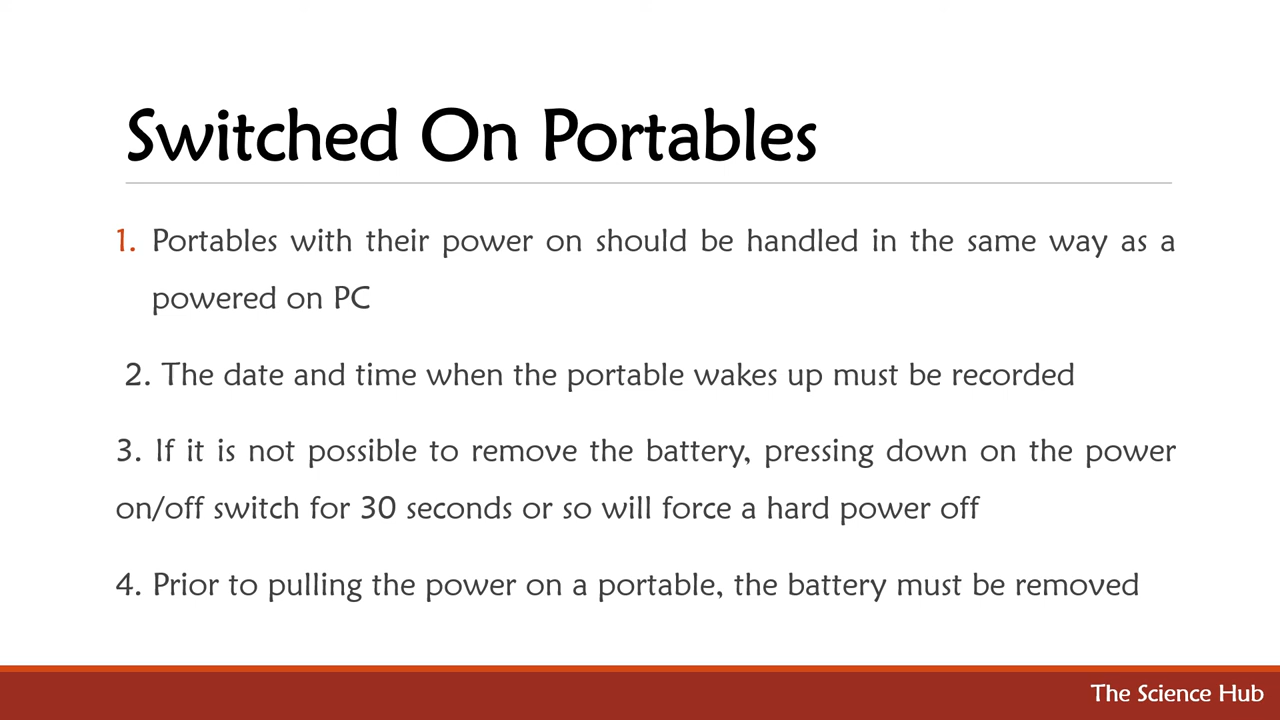 Switched On Portables
1. Portables with their power on should be handled in the same way as a
powered on PC
2. The date and time when the portable wakes up must be recorded
3. If it is not possible to remove the battery, pressing down on the power
on/off switch for 30 seconds or so will force a hard power off
4. Prior to pulling the power on a portable, the battery must be removed
The Science Hub